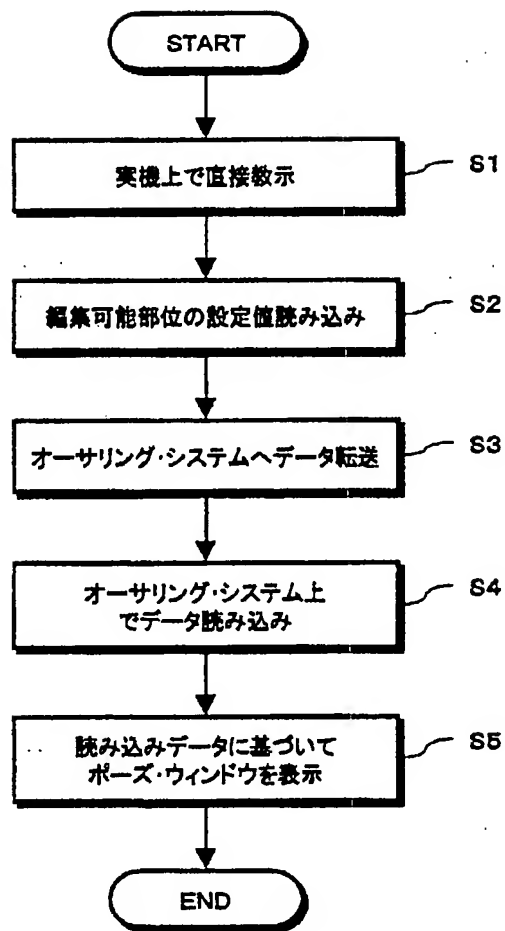 START
実機上で直接教示
S1
編集可能部位の設定値読み込み
S2
オーサリング・システムへデータ転送
S3
オーサリング・システム上
でデータ読み込み
S4
読み込みデータに基づいて
ポーズ・ウィンドウを表示
S5
END